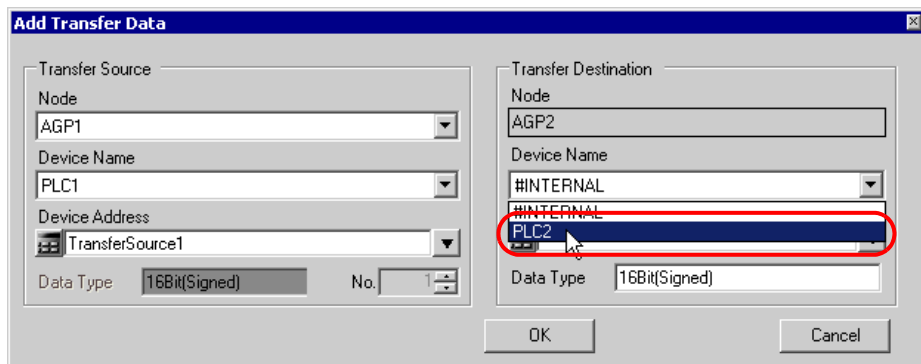 Add Transfer Data
Transfer Source
Node
AGP1
Device Name
PLC1
Device Address
TransferSource1
Data Type 16Bit(Signed) No. 1
Transfer Destination
Node
AGP2
Device Name
#INTERNAL
#INTERNAL
PLC2
Data Type 16Bit(Signed)
OK Cancel